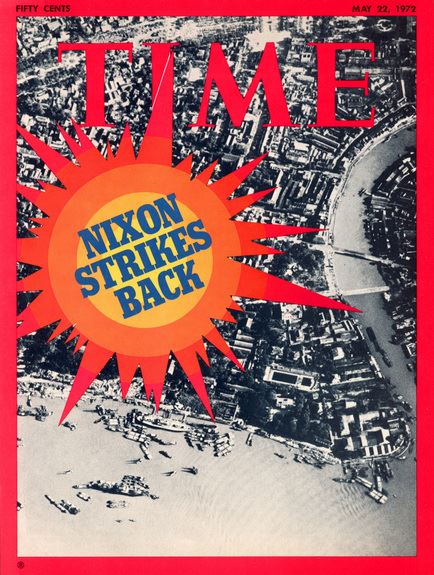 FIFTY CENTS
MAY 22, 1972
TIME
NIXON
STRIKES
BACK
®